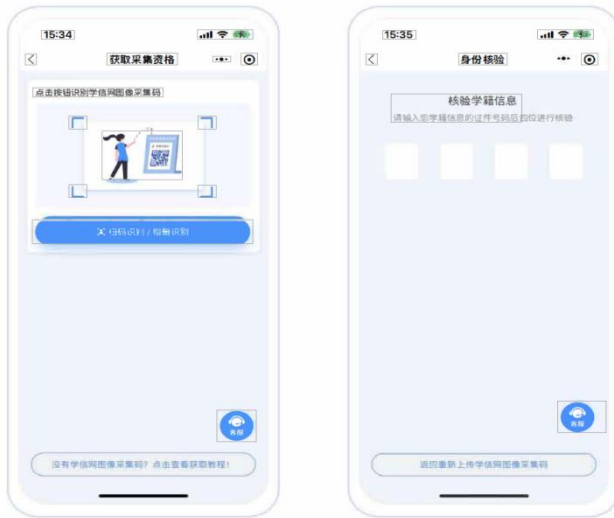 15:34
获取采集资格
点击按钮识别学信网图像采集码
扫码识别 / 相册识别
客服
没有学信网图像采集码？点击查看获取教程！
15:35
身份核验
核验学籍信息
请输入您学籍信息的证件号码后四位进行核验
客服
返回重新上传学信网图像采集码